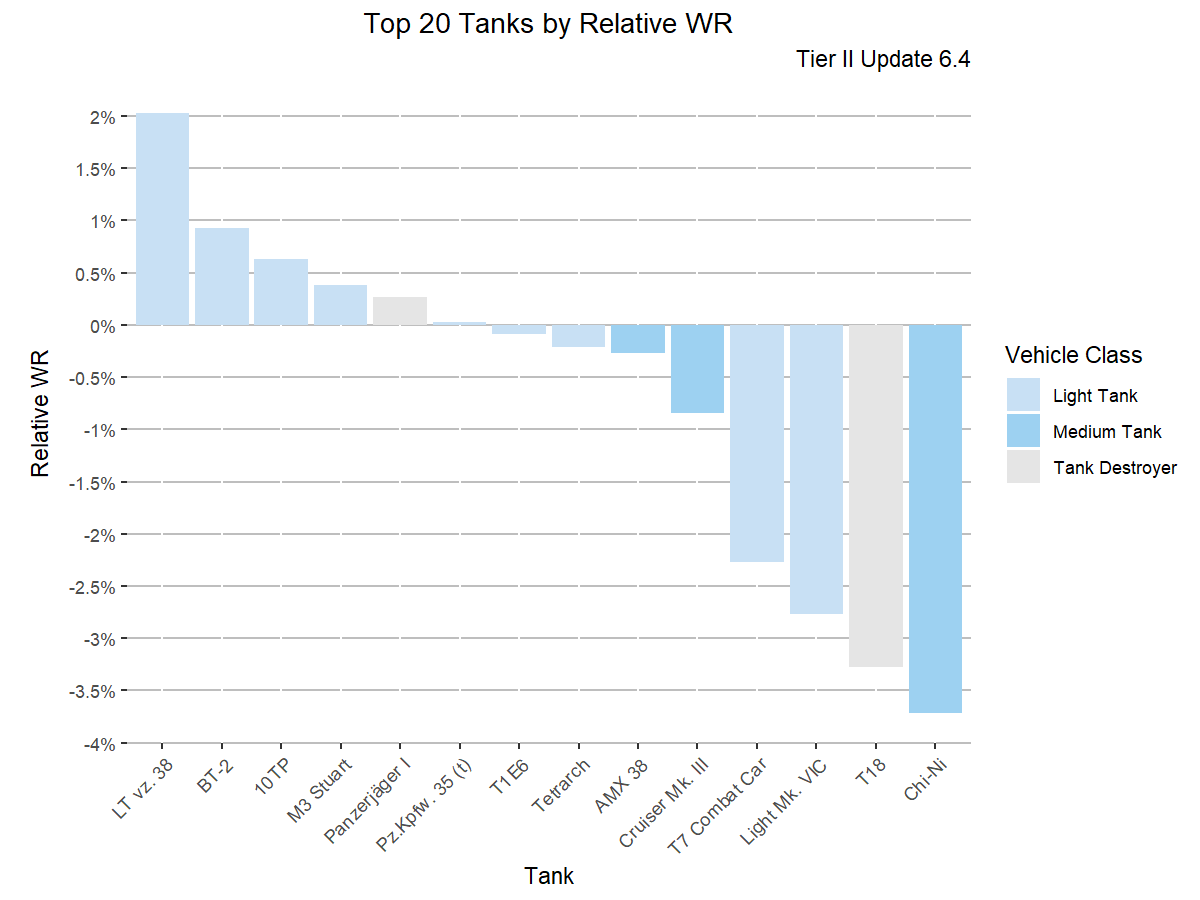 Top 20 Tanks by Relative WR
Tier II Update 6.4
2%
1.5%
1%
0.5%
0%
-0.5%
-1%
-1.5%
-2%
-2.5%
-3%
-3.5%
-4%
Relative WR
LT vz. 38
BT-2
10TP
M3 Stuart
Panzerjäger I
Pz.Kpfw. 35 (t)
T1E6
Tetrarch
AMX 38
Cruiser Mk. III
T7 Combat Car
Light Mk. VIC
T18
Chi-Ni
Tank
Vehicle Class
Light Tank
Medium Tank
Tank Destroyer